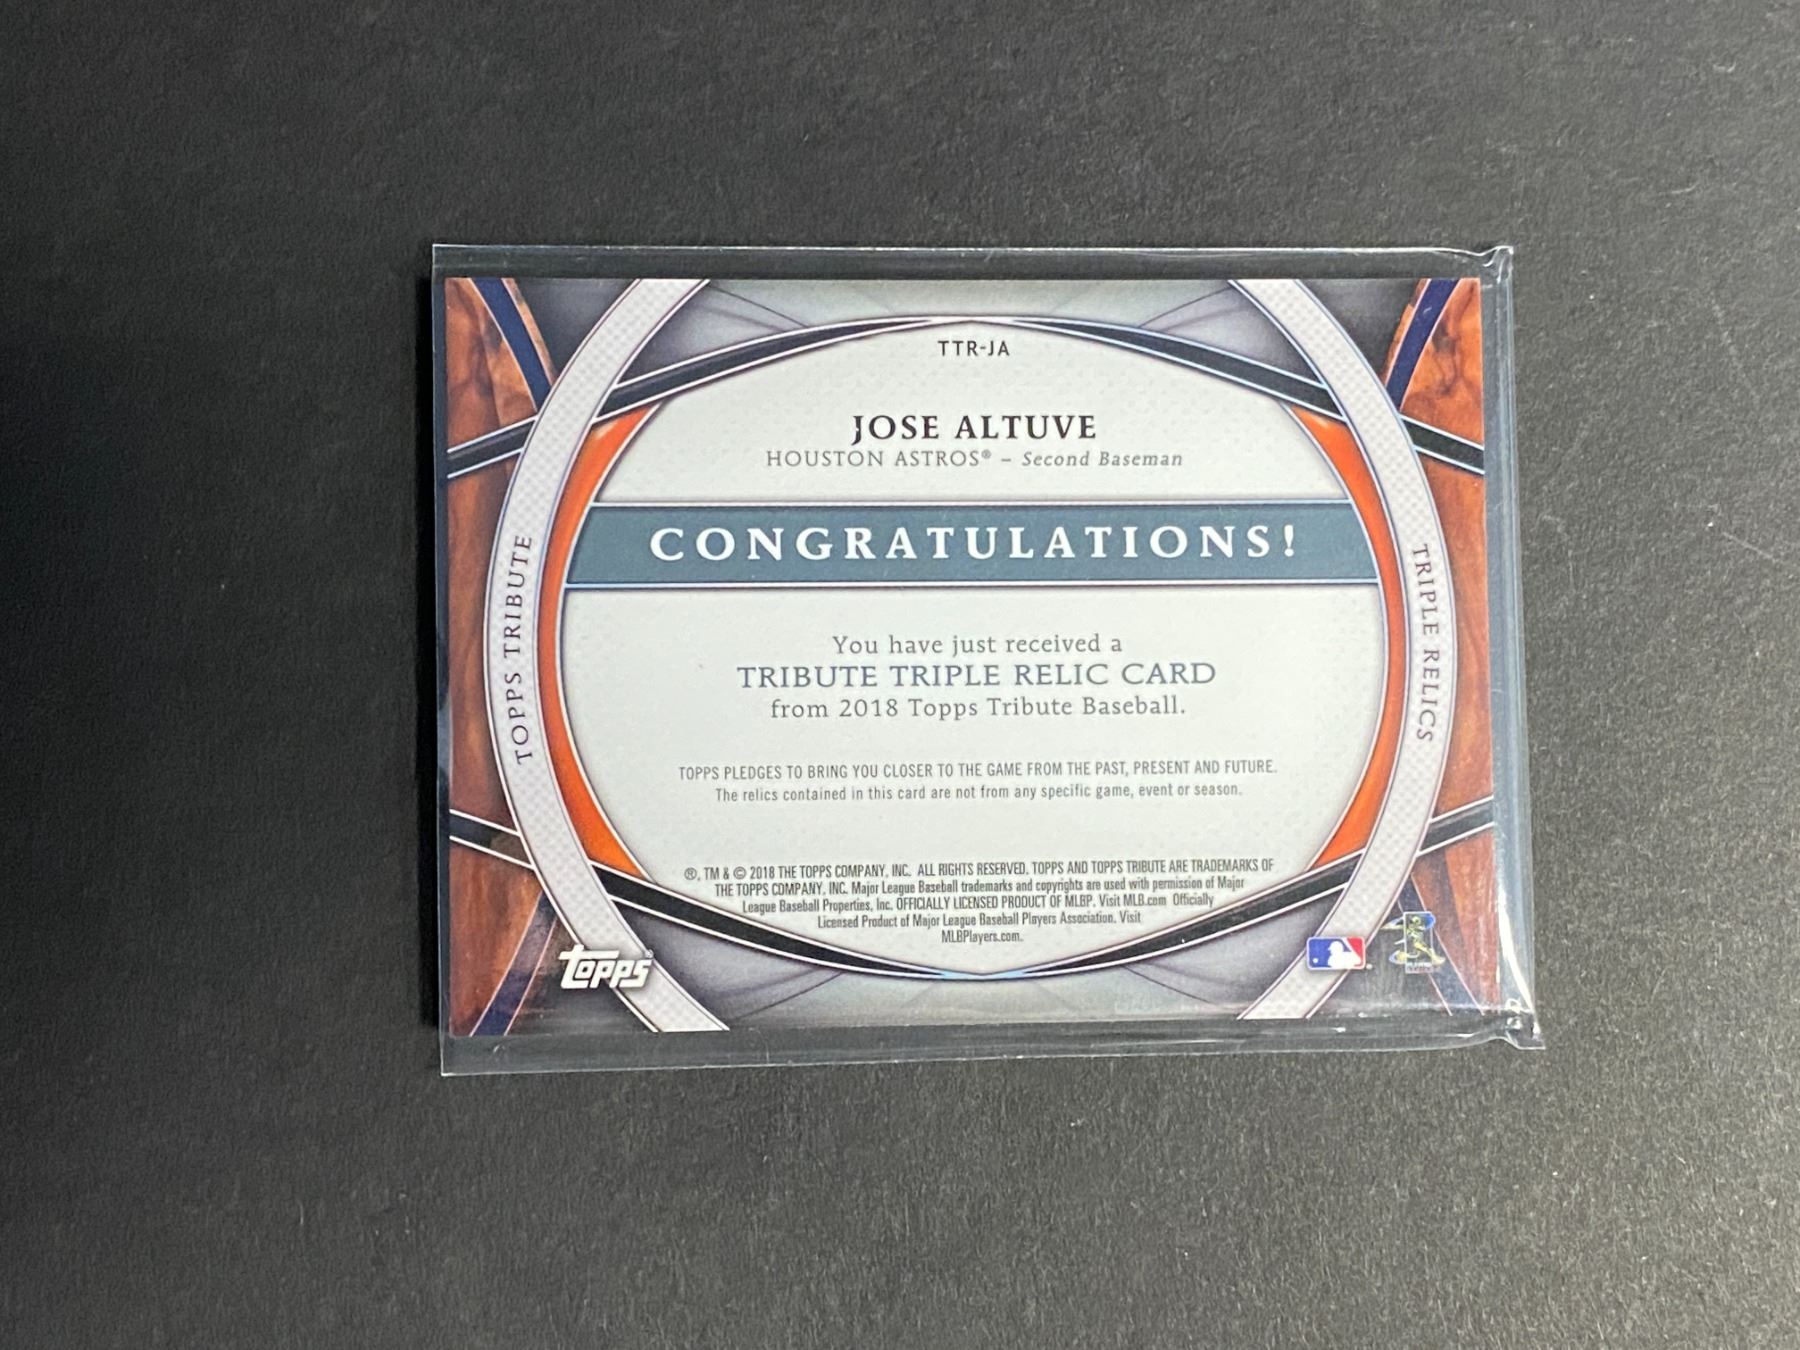 TTR-JA
JOSE ALTUVE
HOUSTON ASTROS® – Second Baseman
CONGRATULATIONS!
TOPPS TRIBUTE
TRIPLE RELICS
You have just received a
TRIBUTE TRIPLE RELIC CARD
from 2018 Topps Tribute Baseball.
TOPPS PLEDGES TO BRING YOU CLOSER TO THE GAME FROM THE PAST, PRESENT AND FUTURE.
The relics contained in this card are not from any specific game, event or season.
®, TM & © 2018 THE TOPPS COMPANY, INC. ALL RIGHTS RESERVED. TOPPS AND TOPPS TRIBUTE ARE TRADEMARKS OF
THE TOPPS COMPANY, INC. Major League Baseball trademarks and copyrights are used with permission of Major
League Baseball Properties, Inc. OFFICIALLY LICENSED PRODUCT OF MLBP. Visit MLB.com Officially
Licensed Product of Major League Baseball Players Association. Visit
MLBPlayers.com.
topps®